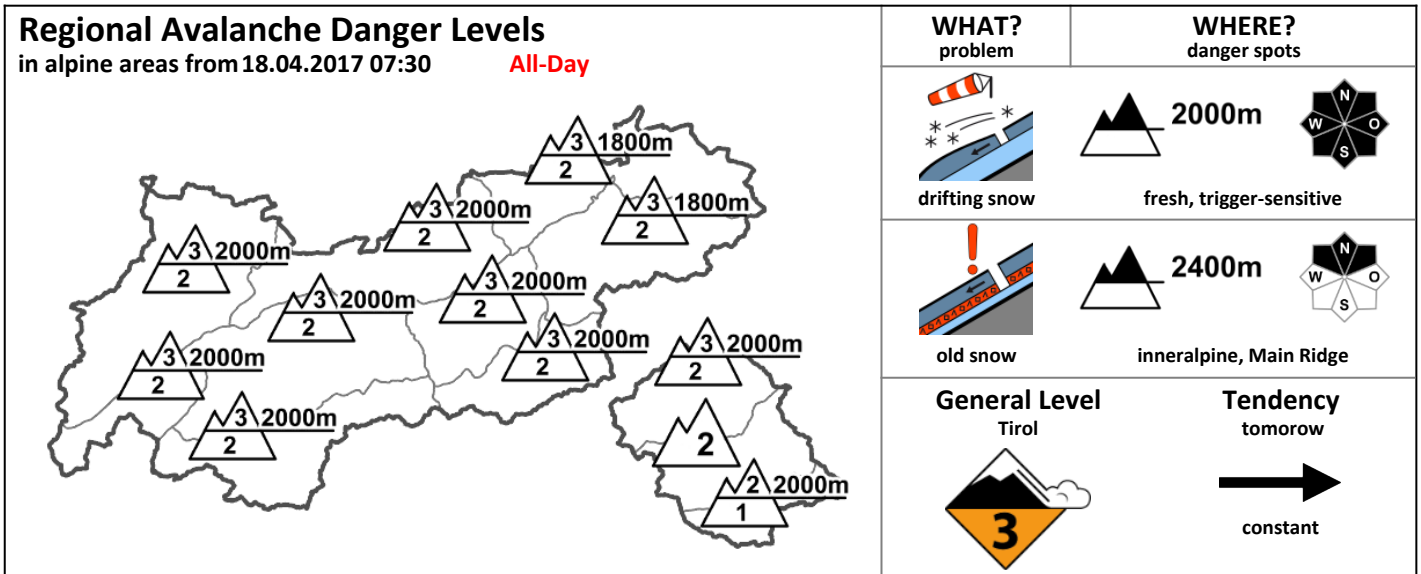 Regional Avalanche Danger Levels
in alpine areas from 18.04.2017 07:30 All-Day
3 1800m
2
3 1800m
2
3 2000m
2
3 2000m
2
3 2000m
2
3 2000m
2
3 2000m
2
3 2000m
2
3 2000m
2
3 2000m
2
2
2 2000m
1
WHAT?
problem
WHERE?
danger spots
drifting snow
2000m
N
W O
S
fresh, trigger-sensitive
old snow
2400m
N
W O
S
inneralpine, Main Ridge
General Level
Tirol
3
Tendency
tomorow
constant